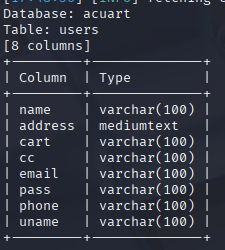 Database: acuart
Table: users
[8 columns]
+----------+--------------+
| Column | Type |
+----------+--------------+
| name | varchar(100) |
| address | mediumtext |
| cart | varchar(100) |
| cc | varchar(100) |
| email | varchar(100) |
| pass | varchar(100) |
| phone | varchar(100) |
| uname | varchar(100) |
+----------+--------------+